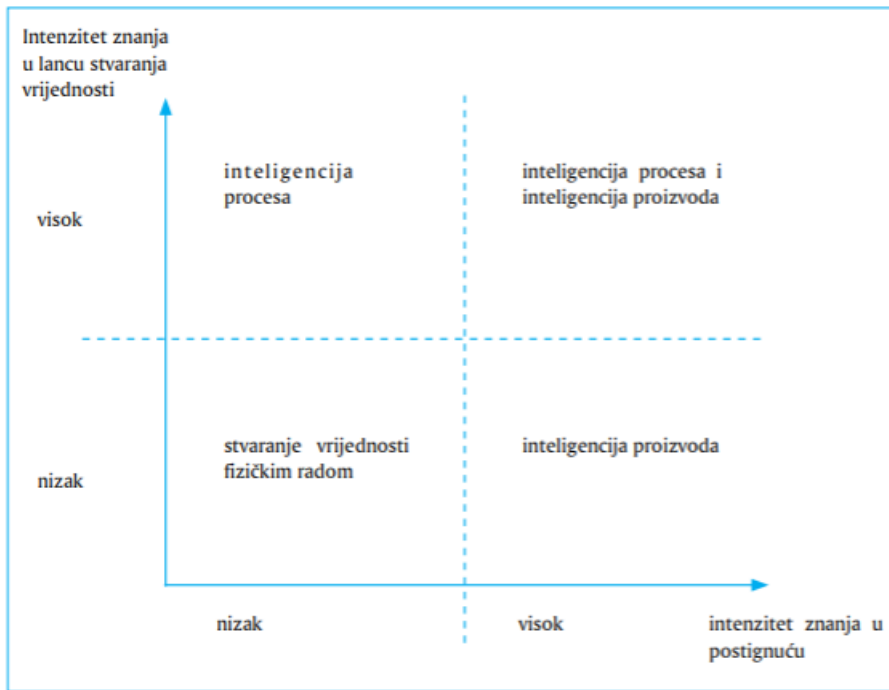 Intenzitet znanja
u lancu stvaranja
vrijednosti
inteligencija
procesa
inteligencija procesa i
inteligencija proizvoda
visok
stvaranje vrijednosti
fizičkim radom
inteligencija proizvoda
nizak
nizak
visok
intenzitet znanja u
postignuću